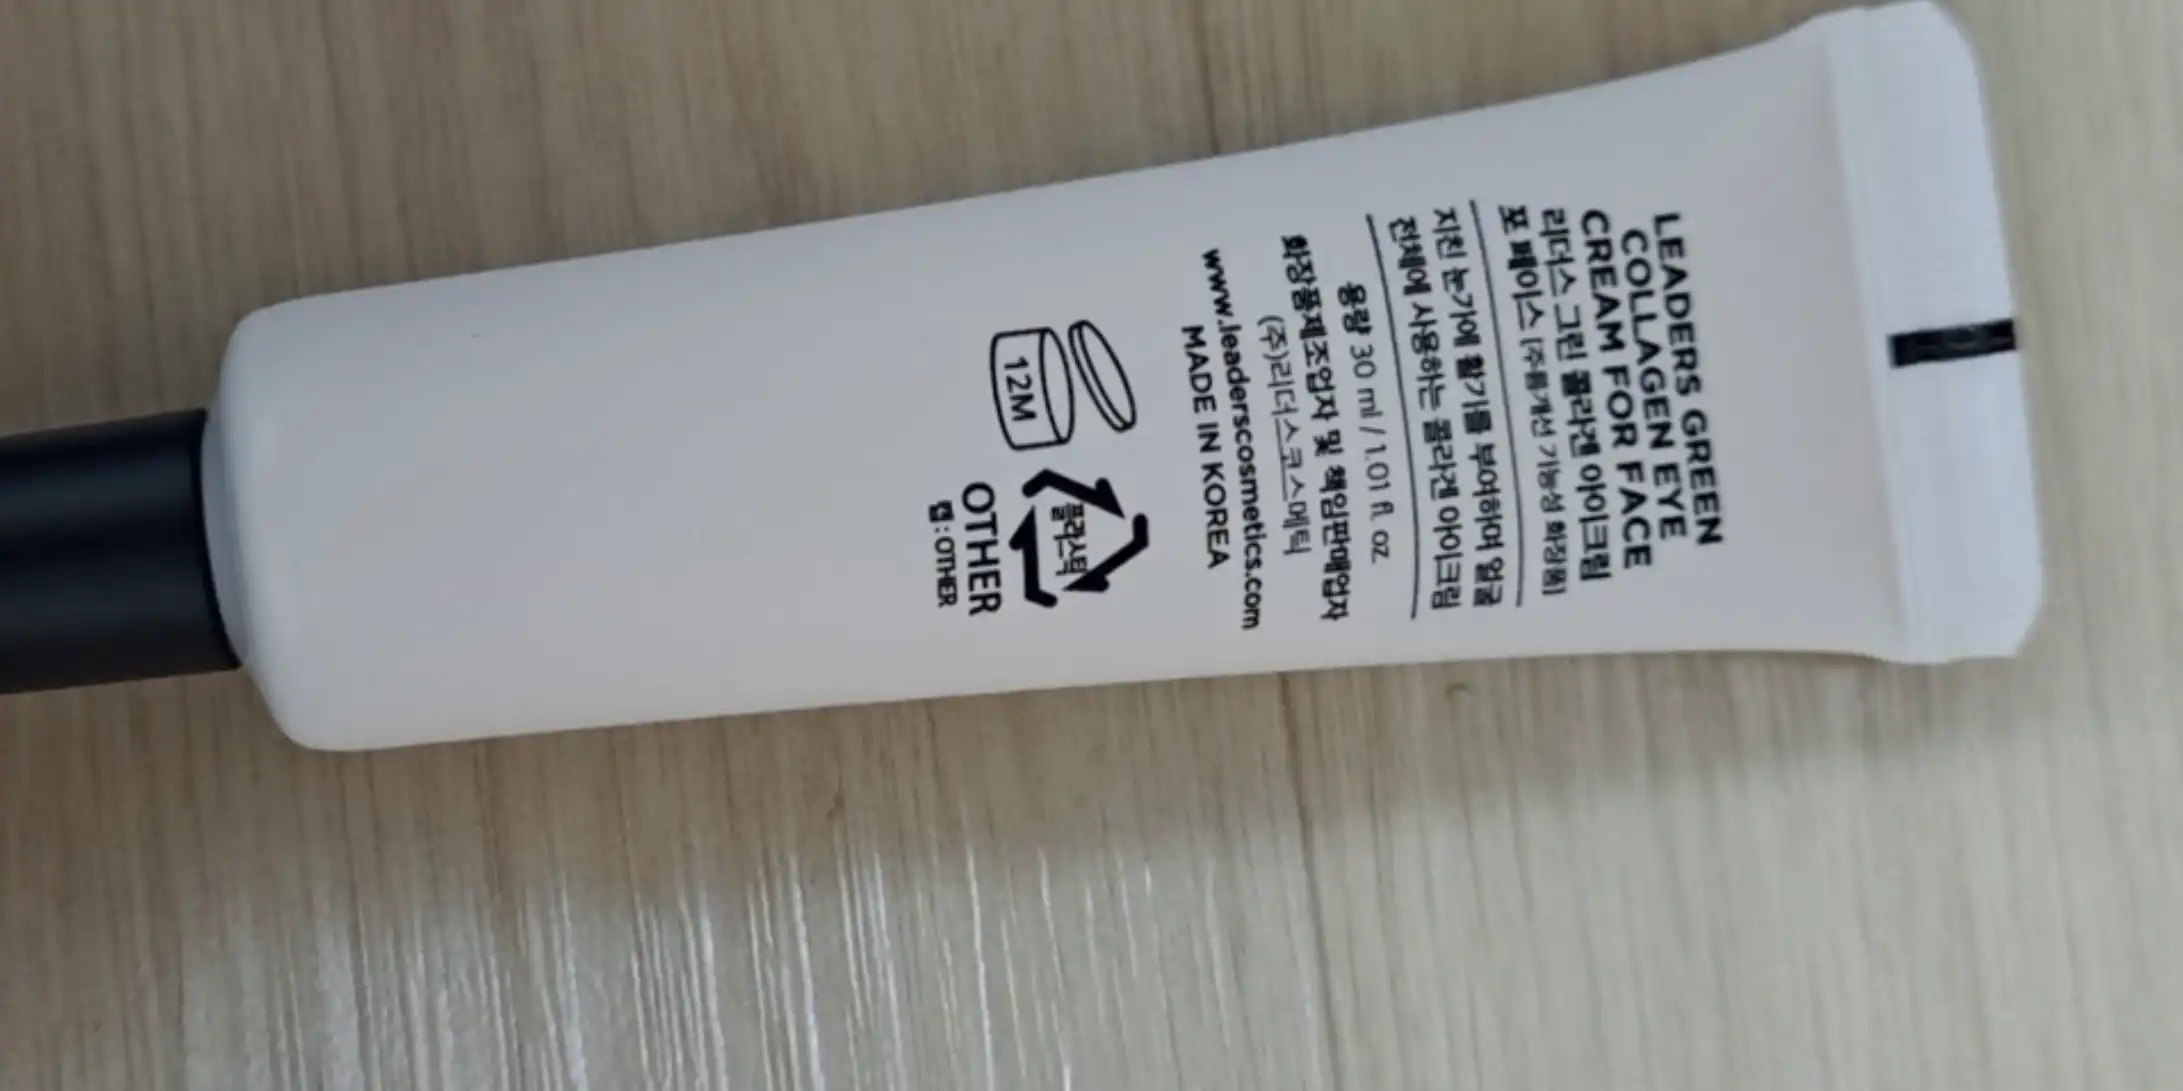 LEADERS GREEN
COLLAGEN EYE
CREAM FOR FACE
리더스 그린 콜라겐 아이크림
포 페이스 [주름개선 기능성 화장품]
지친 눈가에 활기를 부여하며 얼굴
전체에 사용하는 콜라겐 아이크림
용량 30 ml / 1.01 fl. oz
화장품제조업자 및 책임판매업자
(주)리더스코스메틱
www.leaderscosmetics.com
MADE IN KOREA
12M
플라스틱
OTHER
캡 : OTHER